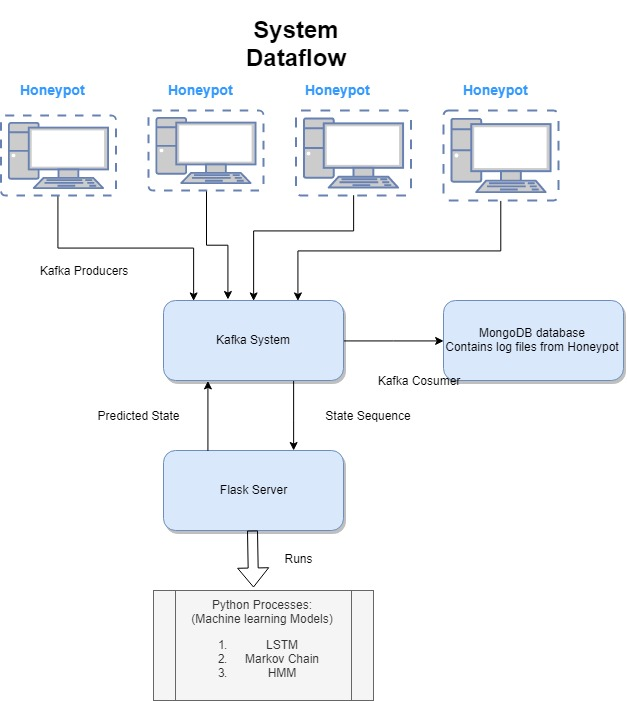 System
Dataflow
Honeypot
Honeypot
Honeypot
Honeypot
Kafka Producers
Kafka System
MongoDB database
Contains log files from Honeypot
Kafka Cosumer
Predicted State
State Sequence
Flask Server
Runs
Python Processes:
(Machine learning Models)
1. LSTM
2. Markov Chain
3. HMM